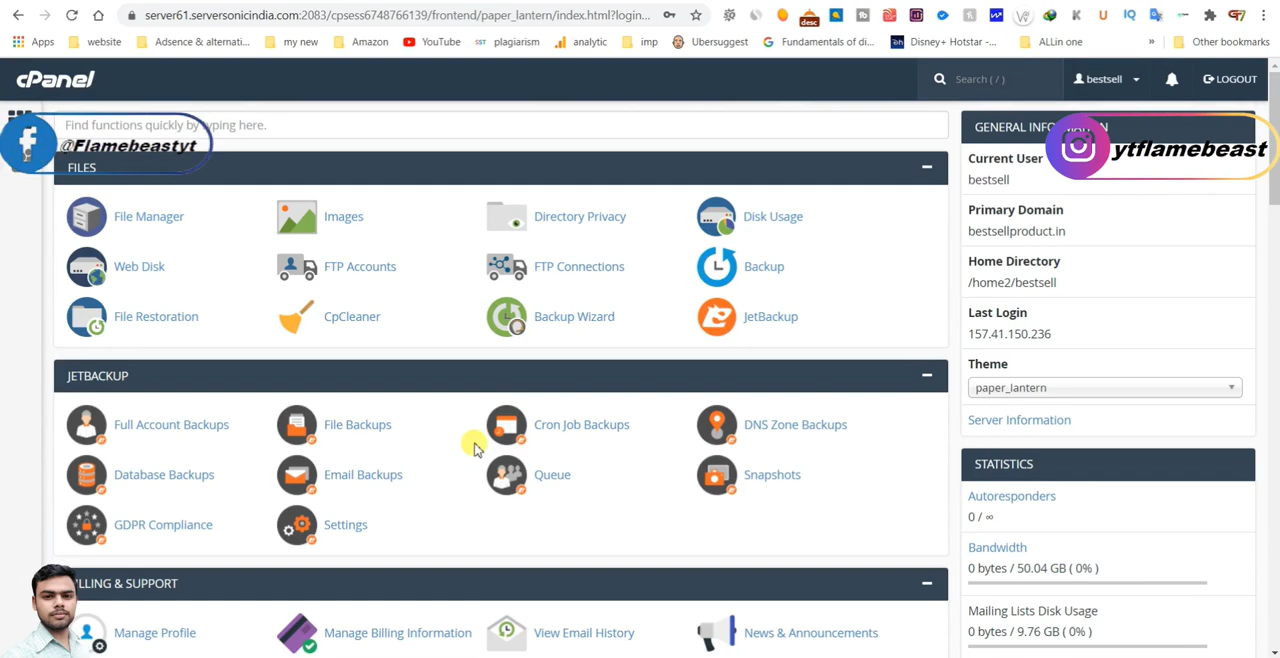 server61.serversonicindia.com:2083/cpsess6748766139/frontend/paper_lantern/index.html?login...
Apps website Adsence & alternati... my new Amazon YouTube SST plagiarism analytic imp Ubersuggest Fundamentals of di... Disney+ Hotstar -... ALLin one » Other bookmarks
cPanel Search ( / ) bestsell LOGOUT
Find functions quickly by typing here.
@Flamebeastyt
ytflamebeast
FILES
File Manager Images Directory Privacy Disk Usage
Web Disk FTP Accounts FTP Connections Backup
File Restoration CpCleaner Backup Wizard JetBackup
JETBACKUP
Full Account Backups File Backups Cron Job Backups DNS Zone Backups
Database Backups Email Backups Queue Snapshots
GDPR Compliance Settings
BILLING & SUPPORT
Manage Profile Manage Billing Information View Email History News & Announcements
GENERAL INFORMATION
Current User
bestsell
Primary Domain
bestsellproduct.in
Home Directory
/home2/bestsell
Last Login
157.41.150.236
Theme
paper_lantern
Server Information
STATISTICS
Autoresponders
0 / ∞
Bandwidth
0 bytes / 50.04 GB ( 0% )
Mailing Lists Disk Usage
0 bytes / 9.76 GB ( 0% )